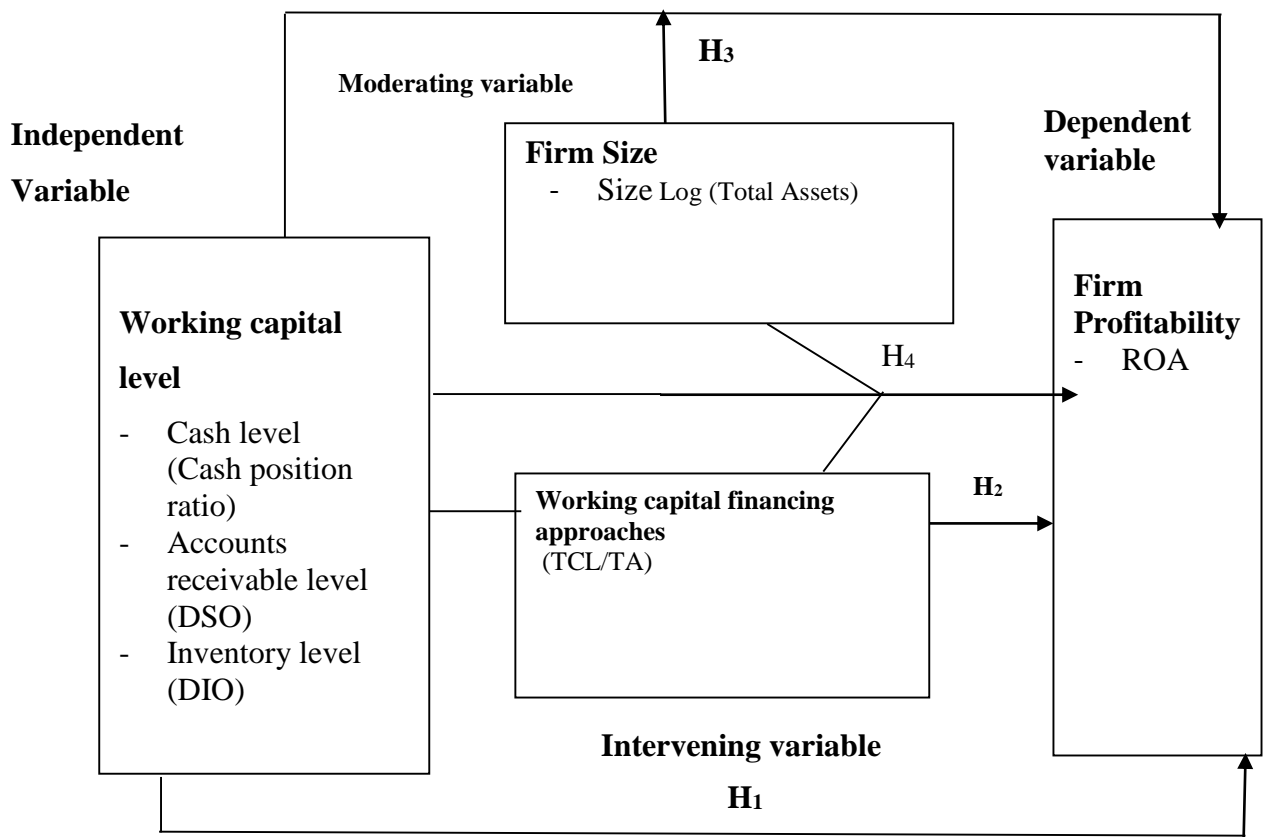 H3
Moderating variable
Independent
Variable
Firm Size
- Size Log (Total Assets)
Dependent
variable
Working capital
level
- Cash level
(Cash position
ratio)
- Accounts
receivable level
(DSO)
- Inventory level
(DIO)
H4
Firm
Profitability
- ROA
Working capital financing
approaches
(TCL/TA)
H2
Intervening variable
H1